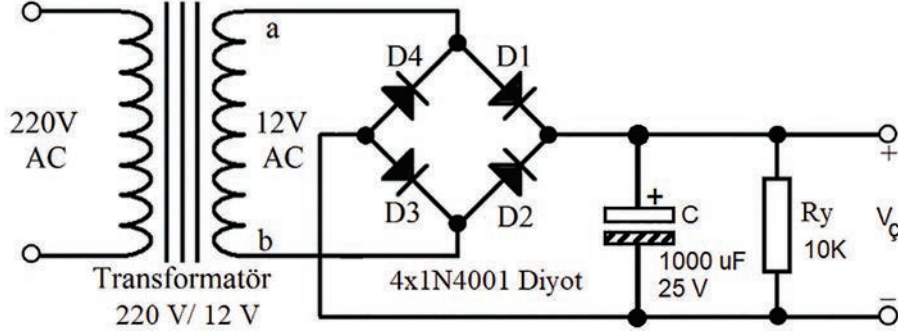 a
D4
D1
220V
AC
12V
AC
+
+
C
Ry
10K
Vç
D3
D2
b
1000 uF
25 V
Transformatör
220 V/ 12 V
4x1N4001 Diyot
−